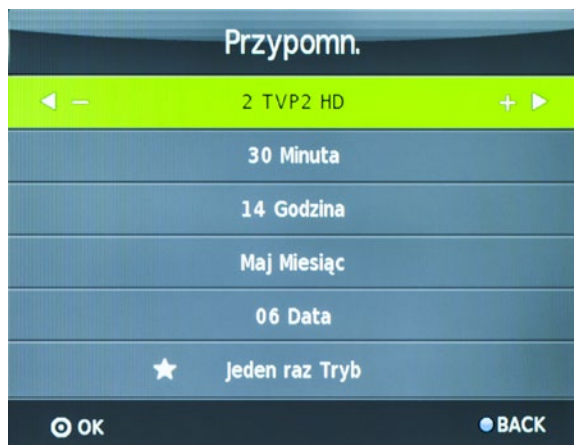 Przypomn.
– 2 TVP2 HD +
30 Minuta
14 Godzina
Maj Miesiąc
06 Data
Jeden raz Tryb
OK BACK